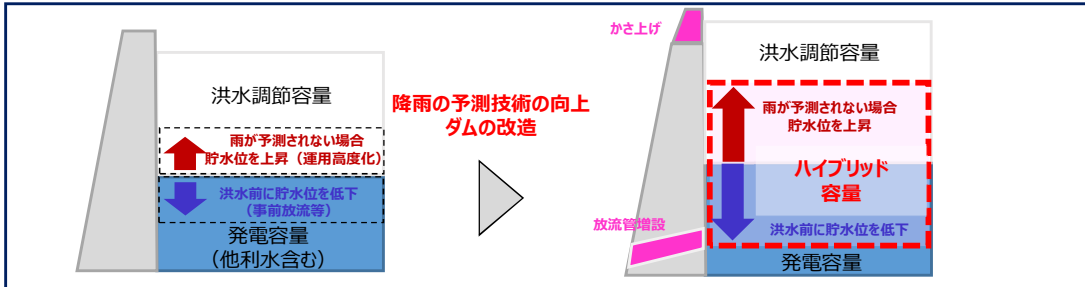 洪水調節容量
雨が予測されない場合
貯水位を上昇（運用高度化）
洪水前に貯水位を低下
（事前放流等）
発電容量
（他利水含む）
降雨の予測技術の向上
ダムの改造
かさ上げ
放流管増設
洪水調節容量
雨が予測されない場合
貯水位を上昇
ハイブリッド
容量
洪水前に貯水位を低下
発電容量